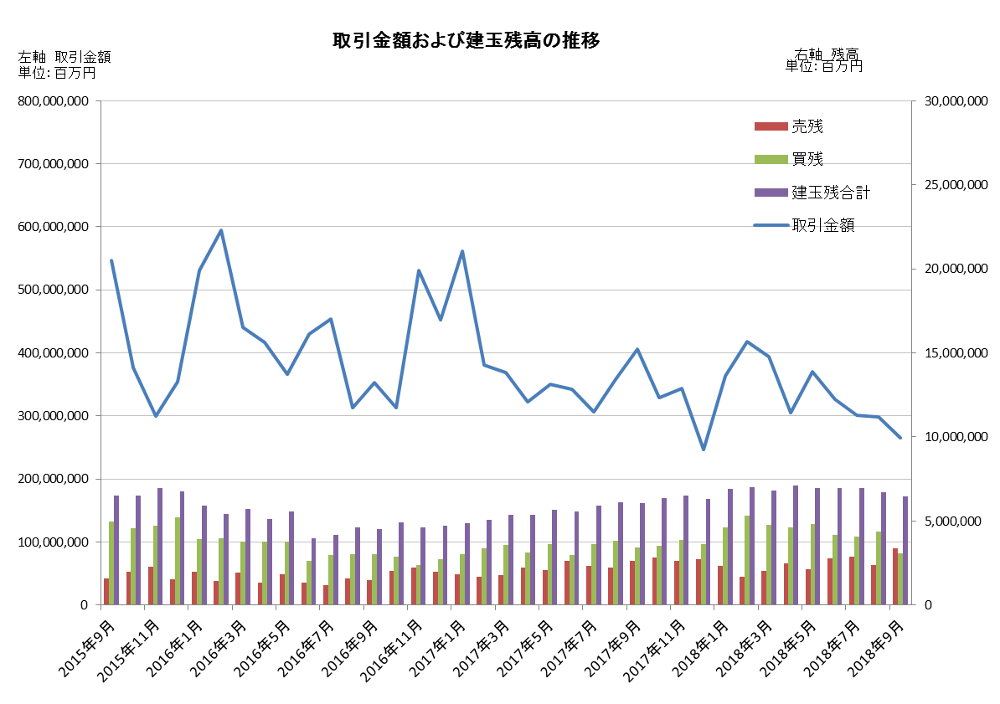 取引金額および建玉残高の推移
左軸 取引金額
単位: 百万円
右軸 残高
単位: 百万円
800,000,000
700,000,000
600,000,000
500,000,000
400,000,000
300,000,000
200,000,000
100,000,000
0
30,000,000
25,000,000
20,000,000
15,000,000
10,000,000
5,000,000
0
売残
買残
建玉残合計
取引金額
2015年9月
2015年11月
2016年1月
2016年3月
2016年5月
2016年7月
2016年9月
2016年11月
2017年1月
2017年3月
2017年5月
2017年7月
2017年9月
2017年11月
2018年1月
2018年3月
2018年5月
2018年7月
2018年9月